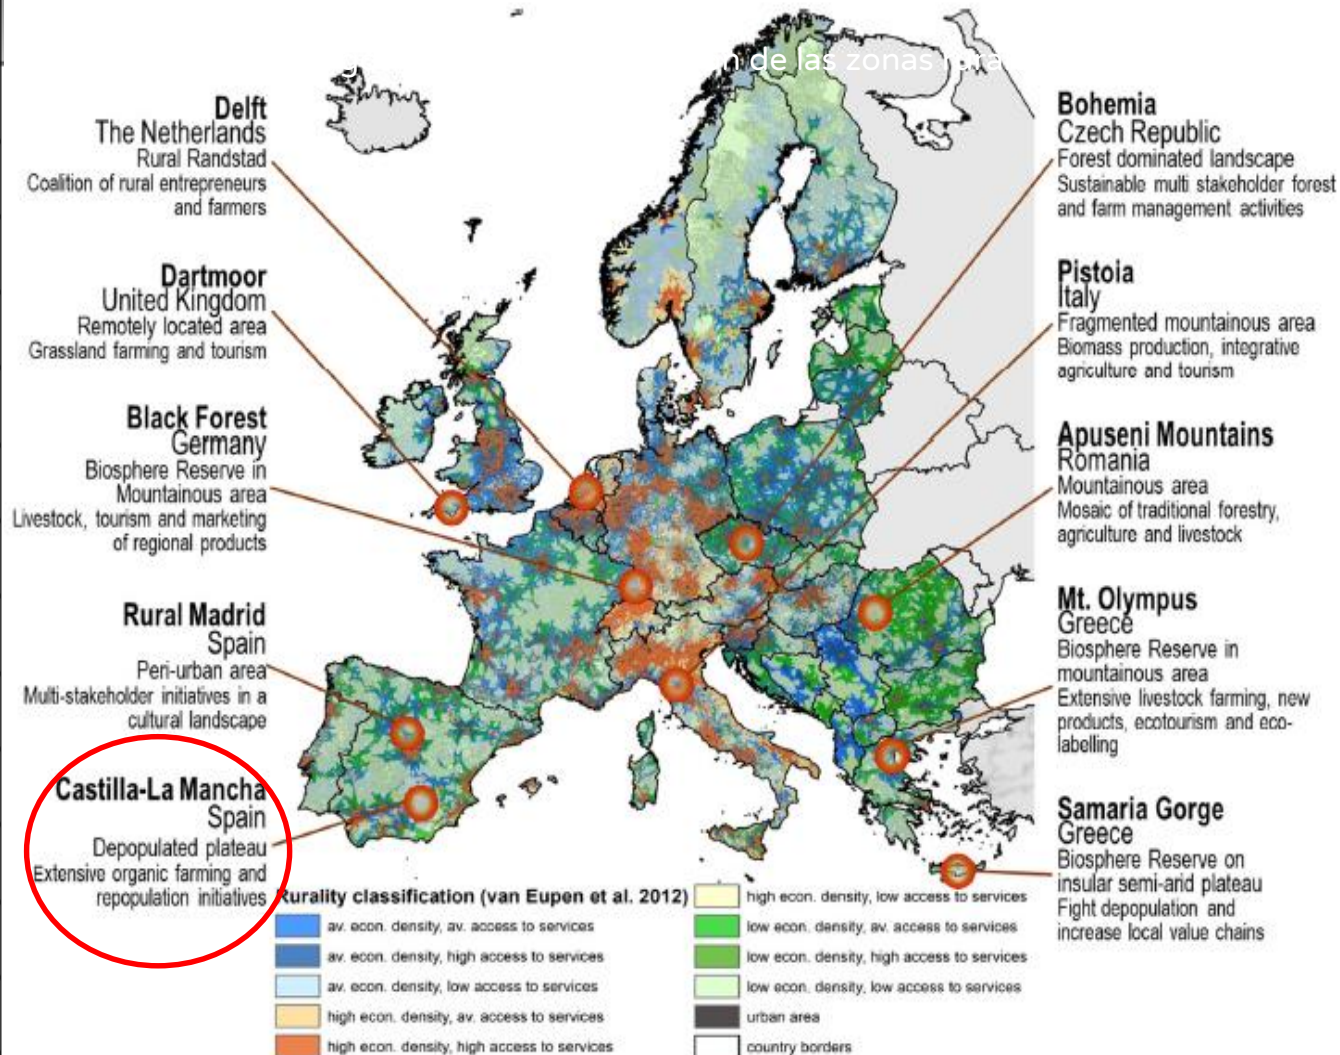 n de las zonas rura
Delft
The Netherlands
Rural Randstad
Coalition of rural entrepreneurs
and farmers
Dartmoor
United Kingdom
Remotely located area
Grassland farming and tourism
Black Forest
Germany
Biosphere Reserve in
Mountainous area
Livestock, tourism and marketing
of regional products
Rural Madrid
Spain
Peri-urban area
Multi-stakeholder initiatives in a
cultural landscape
Castilla-La Mancha
Spain
Depopulated plateau
Extensive organic farming and
repopulation initiatives
Bohemia
Czech Republic
Forest dominated landscape
Sustainable multi stakeholder forest
and farm management activities
Pistoia
Italy
Fragmented mountainous area
Biomass production, integrative
agriculture and tourism
Apuseni Mountains
Romania
Mountainous area
Mosaic of traditional forestry,
agriculture and livestock
Mt. Olympus
Greece
Biosphere Reserve in
mountainous area
Extensive livestock farming, new
products, ecotourism and eco-
labelling
Samaria Gorge
Greece
Biosphere Reserve on
insular semi-arid plateau
Fight depopulation and
increase local value chains
Rurality classification (van Eupen et al. 2012)
av. econ. density, av. access to services
av. econ. density, high access to services
av. econ. density, low access to services
high econ. density, av. access to services
high econ. density, high access to services
high econ. density, low access to services
low econ. density, av. access to services
low econ. density, high access to services
low econ. density, low access to services
urban area
country borders